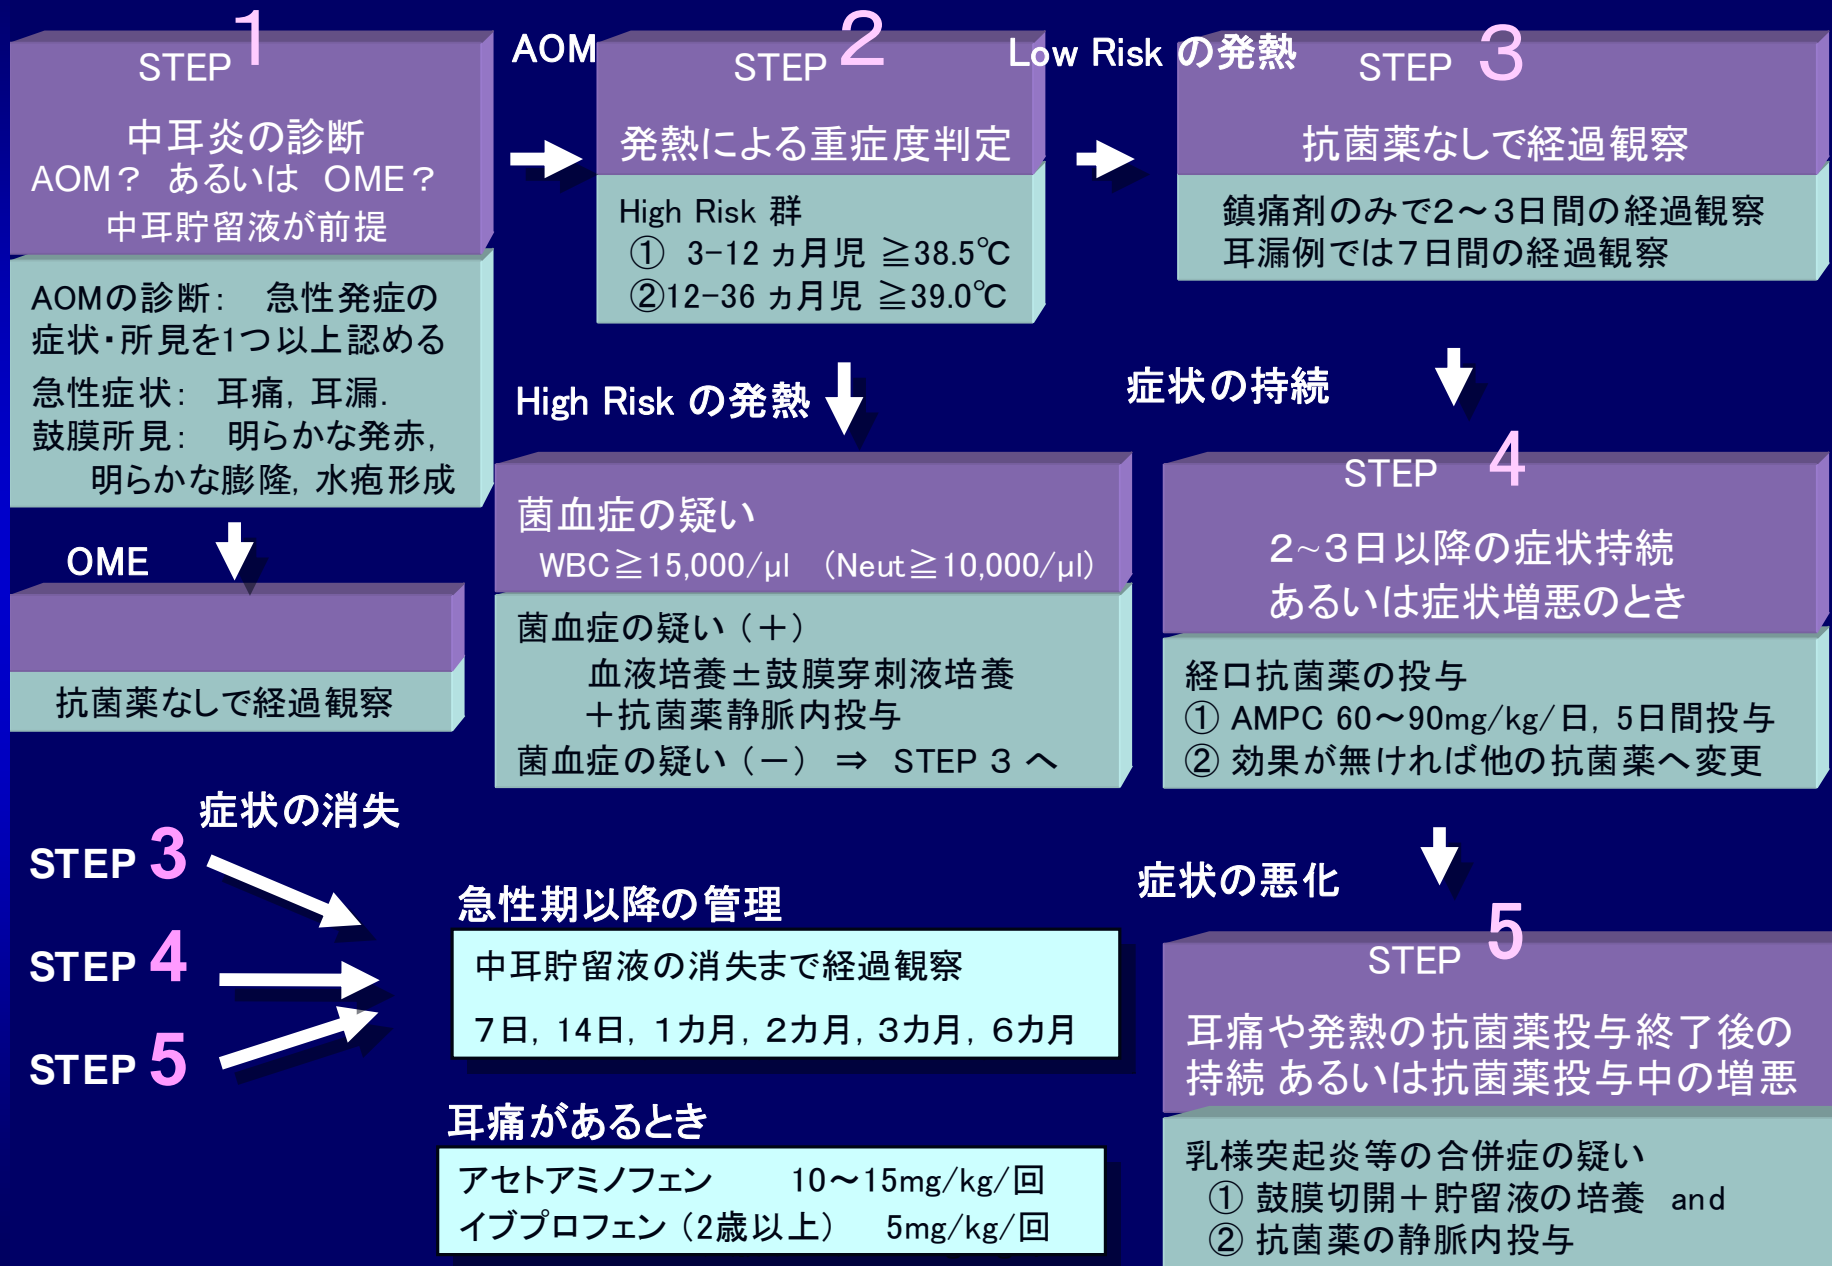 STEP 1
中耳炎の診断
AOM？ あるいは OME？
中耳貯留液が前提
AOMの診断： 急性発症の
症状・所見を1つ以上認める
急性症状： 耳痛, 耳漏.
鼓膜所見： 明らかな発赤,
明らかな膨隆, 水疱形成
OME
抗菌薬なしで経過観察
AOM
STEP 2
発熱による重症度判定
High Risk 群
① 3-12 ヵ月児 ≧38.5℃
②12-36 ヵ月児 ≧39.0℃
High Risk の発熱
菌血症の疑い
WBC≧15,000/μl （Neut≧10,000/μl）
菌血症の疑い（＋）
血液培養±鼓膜穿刺液培養
＋抗菌薬静脈内投与
菌血症の疑い（－） ⇒ STEP 3 へ
Low Risk の発熱
STEP 3
抗菌薬なしで経過観察
鎮痛剤のみで２～３日間の経過観察
耳漏例では７日間の経過観察
症状の持続
STEP 4
２~３日以降の症状持続
あるいは症状増悪のとき
経口抗菌薬の投与
① AMPC 60～90mg/kg/日, 5日間投与
② 効果が無ければ他の抗菌薬へ変更
症状の悪化
STEP 5
耳痛や発熱の抗菌薬投与終了後の
持続 あるいは抗菌薬投与中の増悪
乳様突起炎等の合併症の疑い
① 鼓膜切開＋貯留液の培養 and
② 抗菌薬の静脈内投与
症状の消失
STEP 3
STEP 4
STEP 5
急性期以降の管理
中耳貯留液の消失まで経過観察
７日, 14日, １カ月, ２カ月, ３カ月, ６カ月
耳痛があるとき
アセトアミノフェン 10～15mg/kg/回
イブプロフェン（2歳以上） 5mg/kg/回